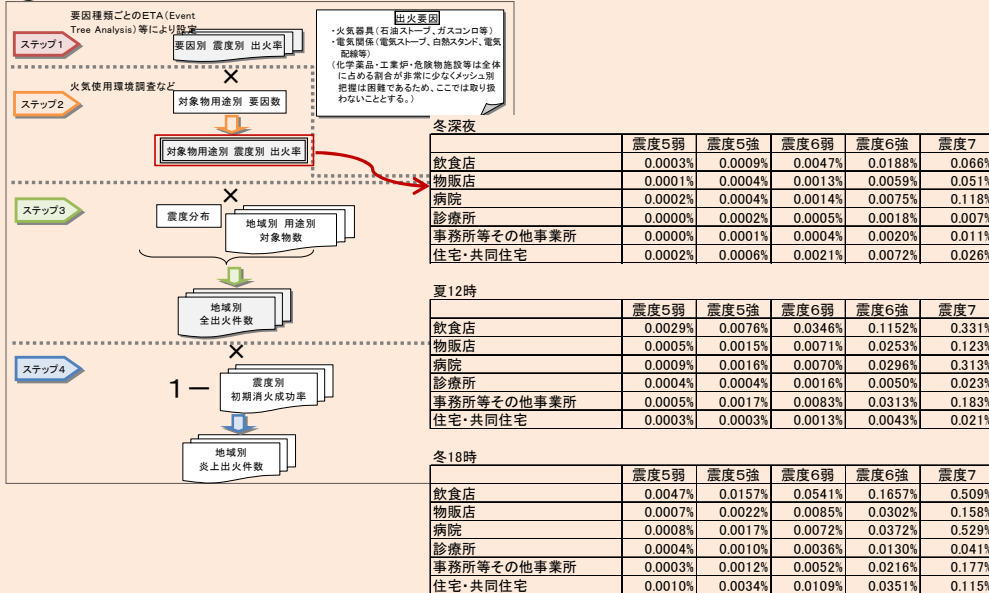 要因種類ごとのETA(Event
Tree Analysis)等により設定
ステップ1
要因別 震度別 出火率
出火要因
・火気器具(石油ストーブ、ガスコンロ等)
・電気関係(電気ストーブ、白熱スタンド、電気
配線等)
(化学薬品・工業炉・危険物施設等は全体
に占める割合が非常に少なくメッシュ別
把握は困難であるため、ここでは取り扱
わないこととする。)
×
火気使用環境調査など
ステップ2
対象物用途別 要因数
対象物用途別 震度別 出火率
×
ステップ3
震度分布
地域別 用途別
対象物数
地域別
全出火件数
×
ステップ4
1－
震度別
初期消火成功率
地域別
炎上出火件数
冬深夜
震度5弱 震度5強 震度6弱 震度6強 震度7
飲食店 0.0003% 0.0009% 0.0047% 0.0188% 0.066%
物販店 0.0001% 0.0004% 0.0013% 0.0059% 0.051%
病院 0.0002% 0.0004% 0.0014% 0.0075% 0.118%
診療所 0.0000% 0.0002% 0.0005% 0.0018% 0.007%
事務所等その他事業所 0.0000% 0.0001% 0.0004% 0.0020% 0.011%
住宅・共同住宅 0.0002% 0.0006% 0.0021% 0.0072% 0.026%
夏12時
震度5弱 震度5強 震度6弱 震度6強 震度7
飲食店 0.0029% 0.0076% 0.0346% 0.1152% 0.331%
物販店 0.0005% 0.0015% 0.0071% 0.0253% 0.123%
病院 0.0009% 0.0016% 0.0070% 0.0296% 0.313%
診療所 0.0004% 0.0004% 0.0016% 0.0050% 0.023%
事務所等その他事業所 0.0005% 0.0017% 0.0083% 0.0313% 0.183%
住宅・共同住宅 0.0003% 0.0003% 0.0013% 0.0043% 0.021%
冬18時
震度5弱 震度5強 震度6弱 震度6強 震度7
飲食店 0.0047% 0.0157% 0.0541% 0.1657% 0.509%
物販店 0.0007% 0.0022% 0.0085% 0.0302% 0.158%
病院 0.0008% 0.0017% 0.0072% 0.0372% 0.529%
診療所 0.0004% 0.0010% 0.0036% 0.0130% 0.041%
事務所等その他事業所 0.0003% 0.0012% 0.0052% 0.0216% 0.177%
住宅・共同住宅 0.0010% 0.0034% 0.0109% 0.0351% 0.115%